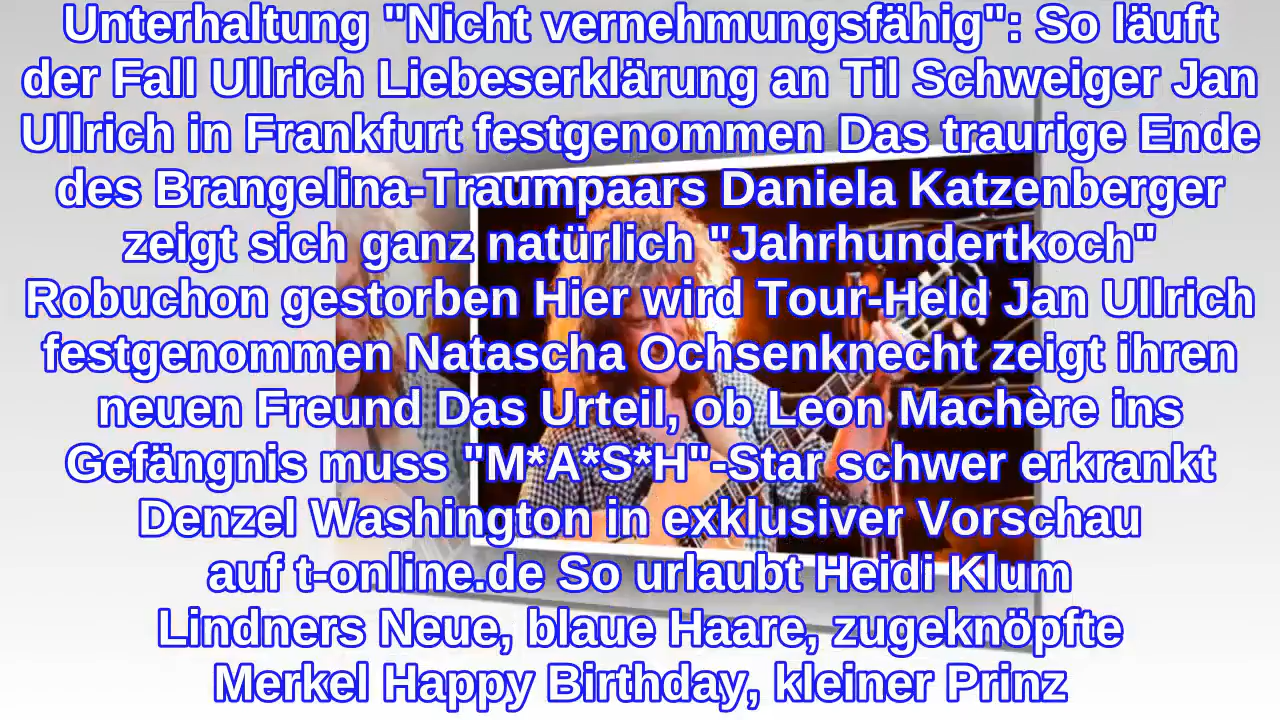 Unterhaltung "Nicht vernehmungsfähig": So läuft
der Fall Ullrich Liebeserklärung an Til Schweiger Jan
Ullrich in Frankfurt festgenommen Das traurige Ende
des Brangelina-Traumpaars Daniela Katzenberger
zeigt sich ganz natürlich "Jahrhundertkoch"
Robuchon gestorben Hier wird Tour-Held Jan Ullrich
festgenommen Natascha Ochsenknecht zeigt ihren
neuen Freund Das Urteil, ob Leon Machère ins
Gefängnis muss "M*A*S*H"-Star schwer erkrankt
Denzel Washington in exklusiver Vorschau
auf t-online.de So urlaubt Heidi Klum
Lindners Neue, blaue Haare, zugeknöpfte
Merkel Happy Birthday, kleiner Prinz